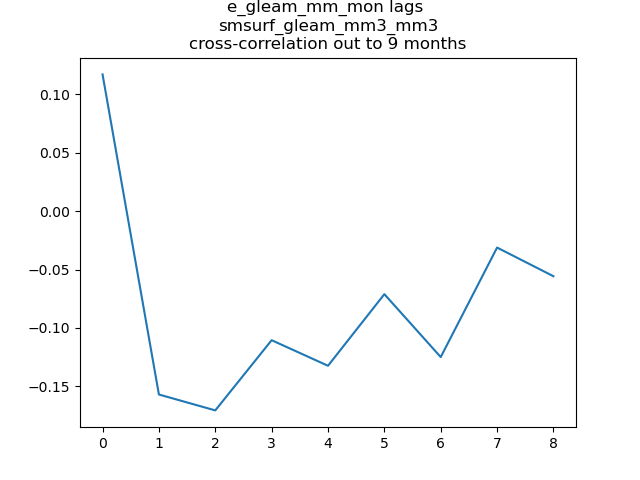 e_gleam_mm_mon lags
smsurf_gleam_mm3_mm3
cross-correlation out to 9 months
0.10
0.05
0.00
−0.05
−0.10
−0.15
0 1 2 3 4 5 6 7 8